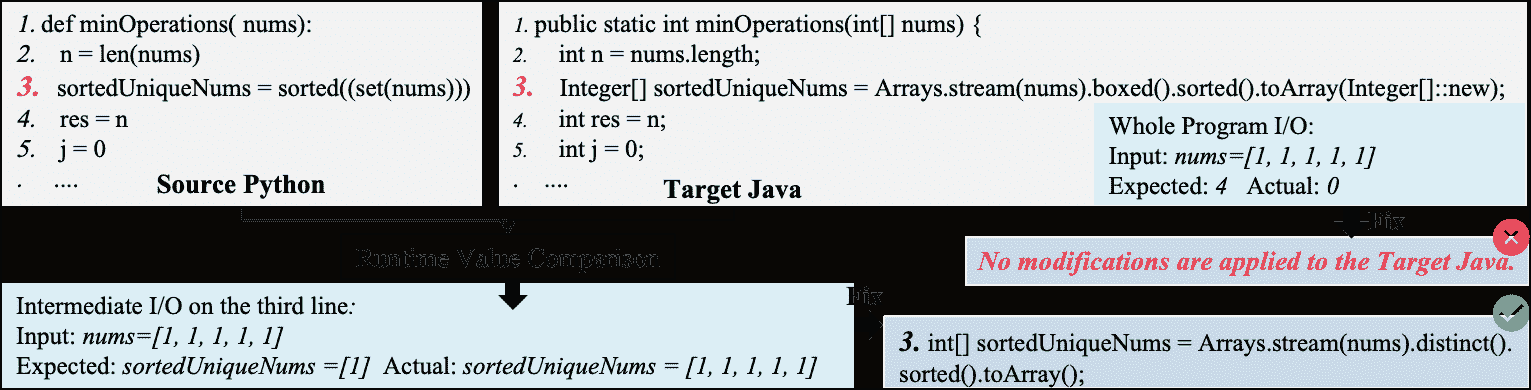 1. def minOperations( nums):
2. n = len(nums)
3. sortedUniqueNums = sorted((set(nums)))
4. res = n
5. j = 0
. ....
Source Python
1. public static int minOperations(int[] nums) {
2. int n = nums.length;
3. Integer[] sortedUniqueNums = Arrays.stream(nums).boxed().sorted().toArray(Integer[]::new);
4. int res = n;
5. int j = 0;
. ....
Target Java
Whole Program I/O:
Input: nums=[1, 1, 1, 1, 1]
Expected: 4 Actual: 0
Fix
No modifications are applied to the Target Java.
Runtime Value Comparison
Intermediate I/O on the third line:
Input: nums=[1, 1, 1, 1, 1]
Expected: sortedUniqueNums =[1] Actual: sortedUniqueNums = [1, 1, 1, 1, 1]
Fix
3. int[] sortedUniqueNums = Arrays.stream(nums).distinct().
sorted().toArray();